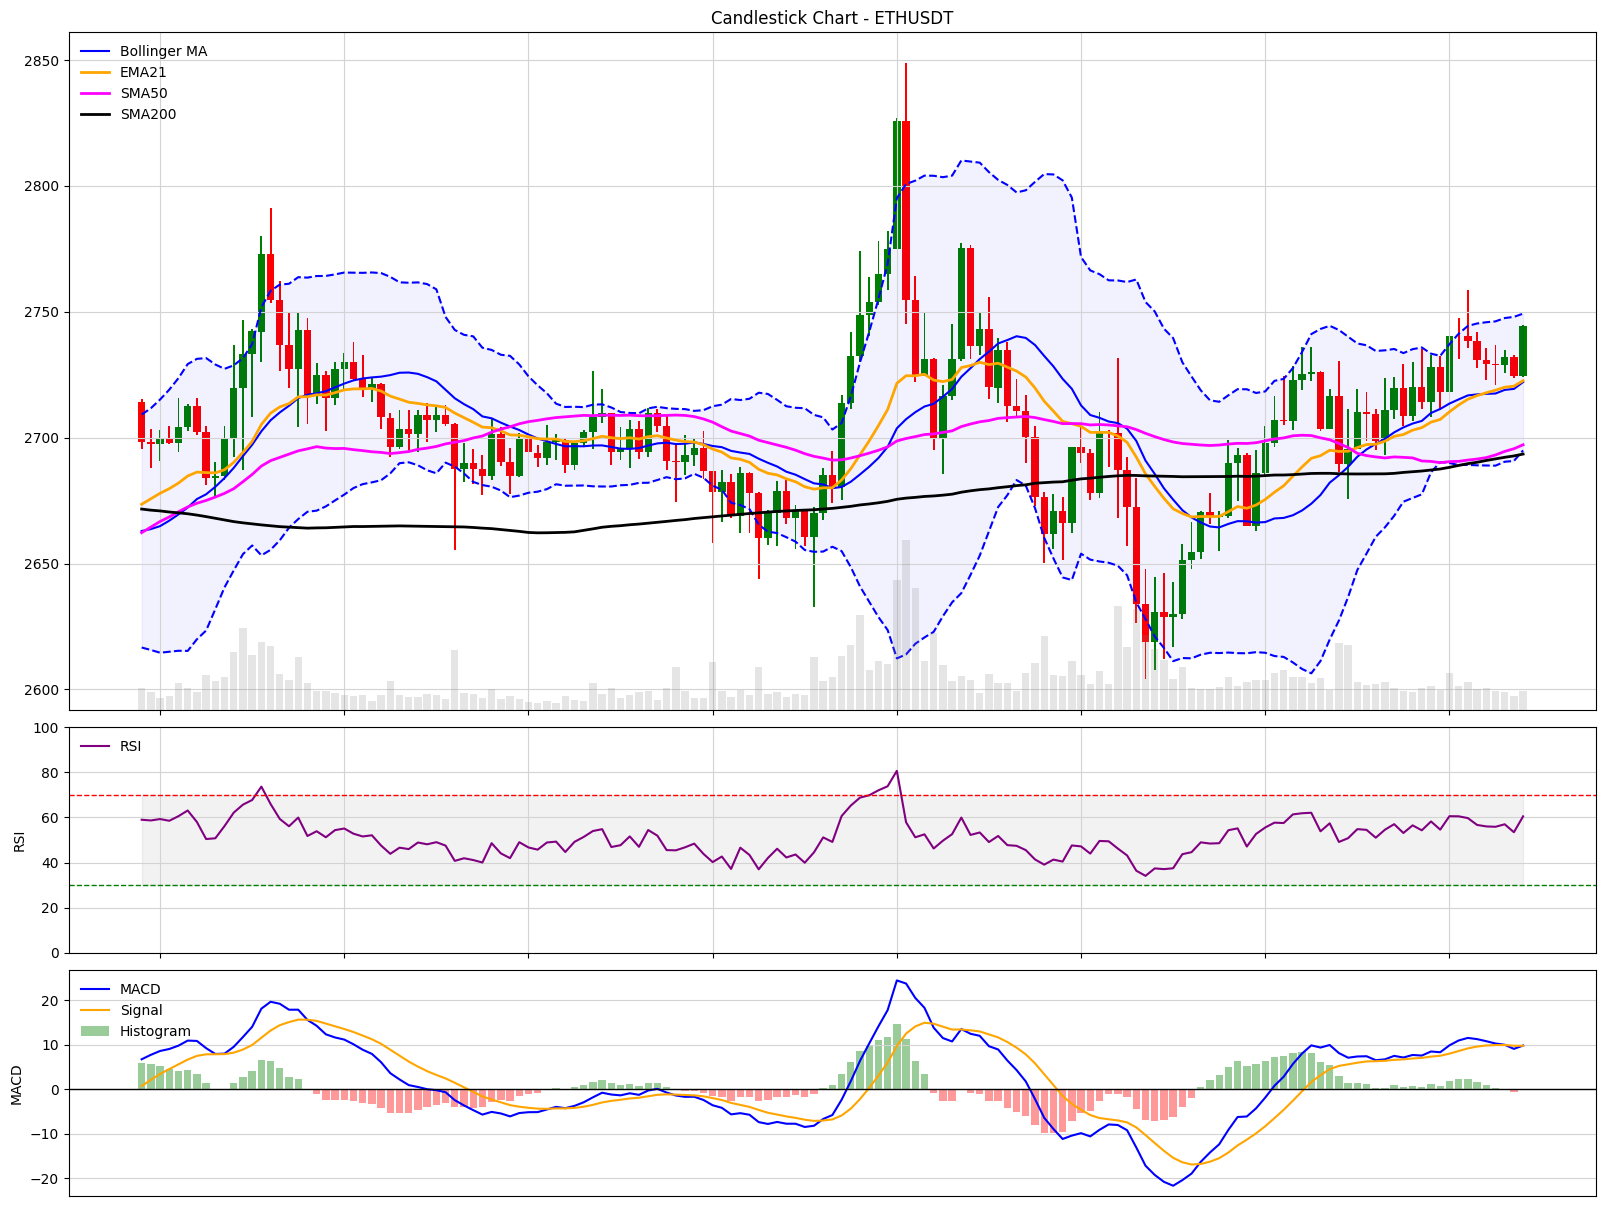 Candlestick Chart - ETHUSDT
Bollinger MA
EMA21
SMA50
SMA200
2850
2800
2750
2700
2650
2600
RSI
RSI
100
80
60
40
20
0
MACD
Signal
Histogram
MACD
20
10
0
−10
−20